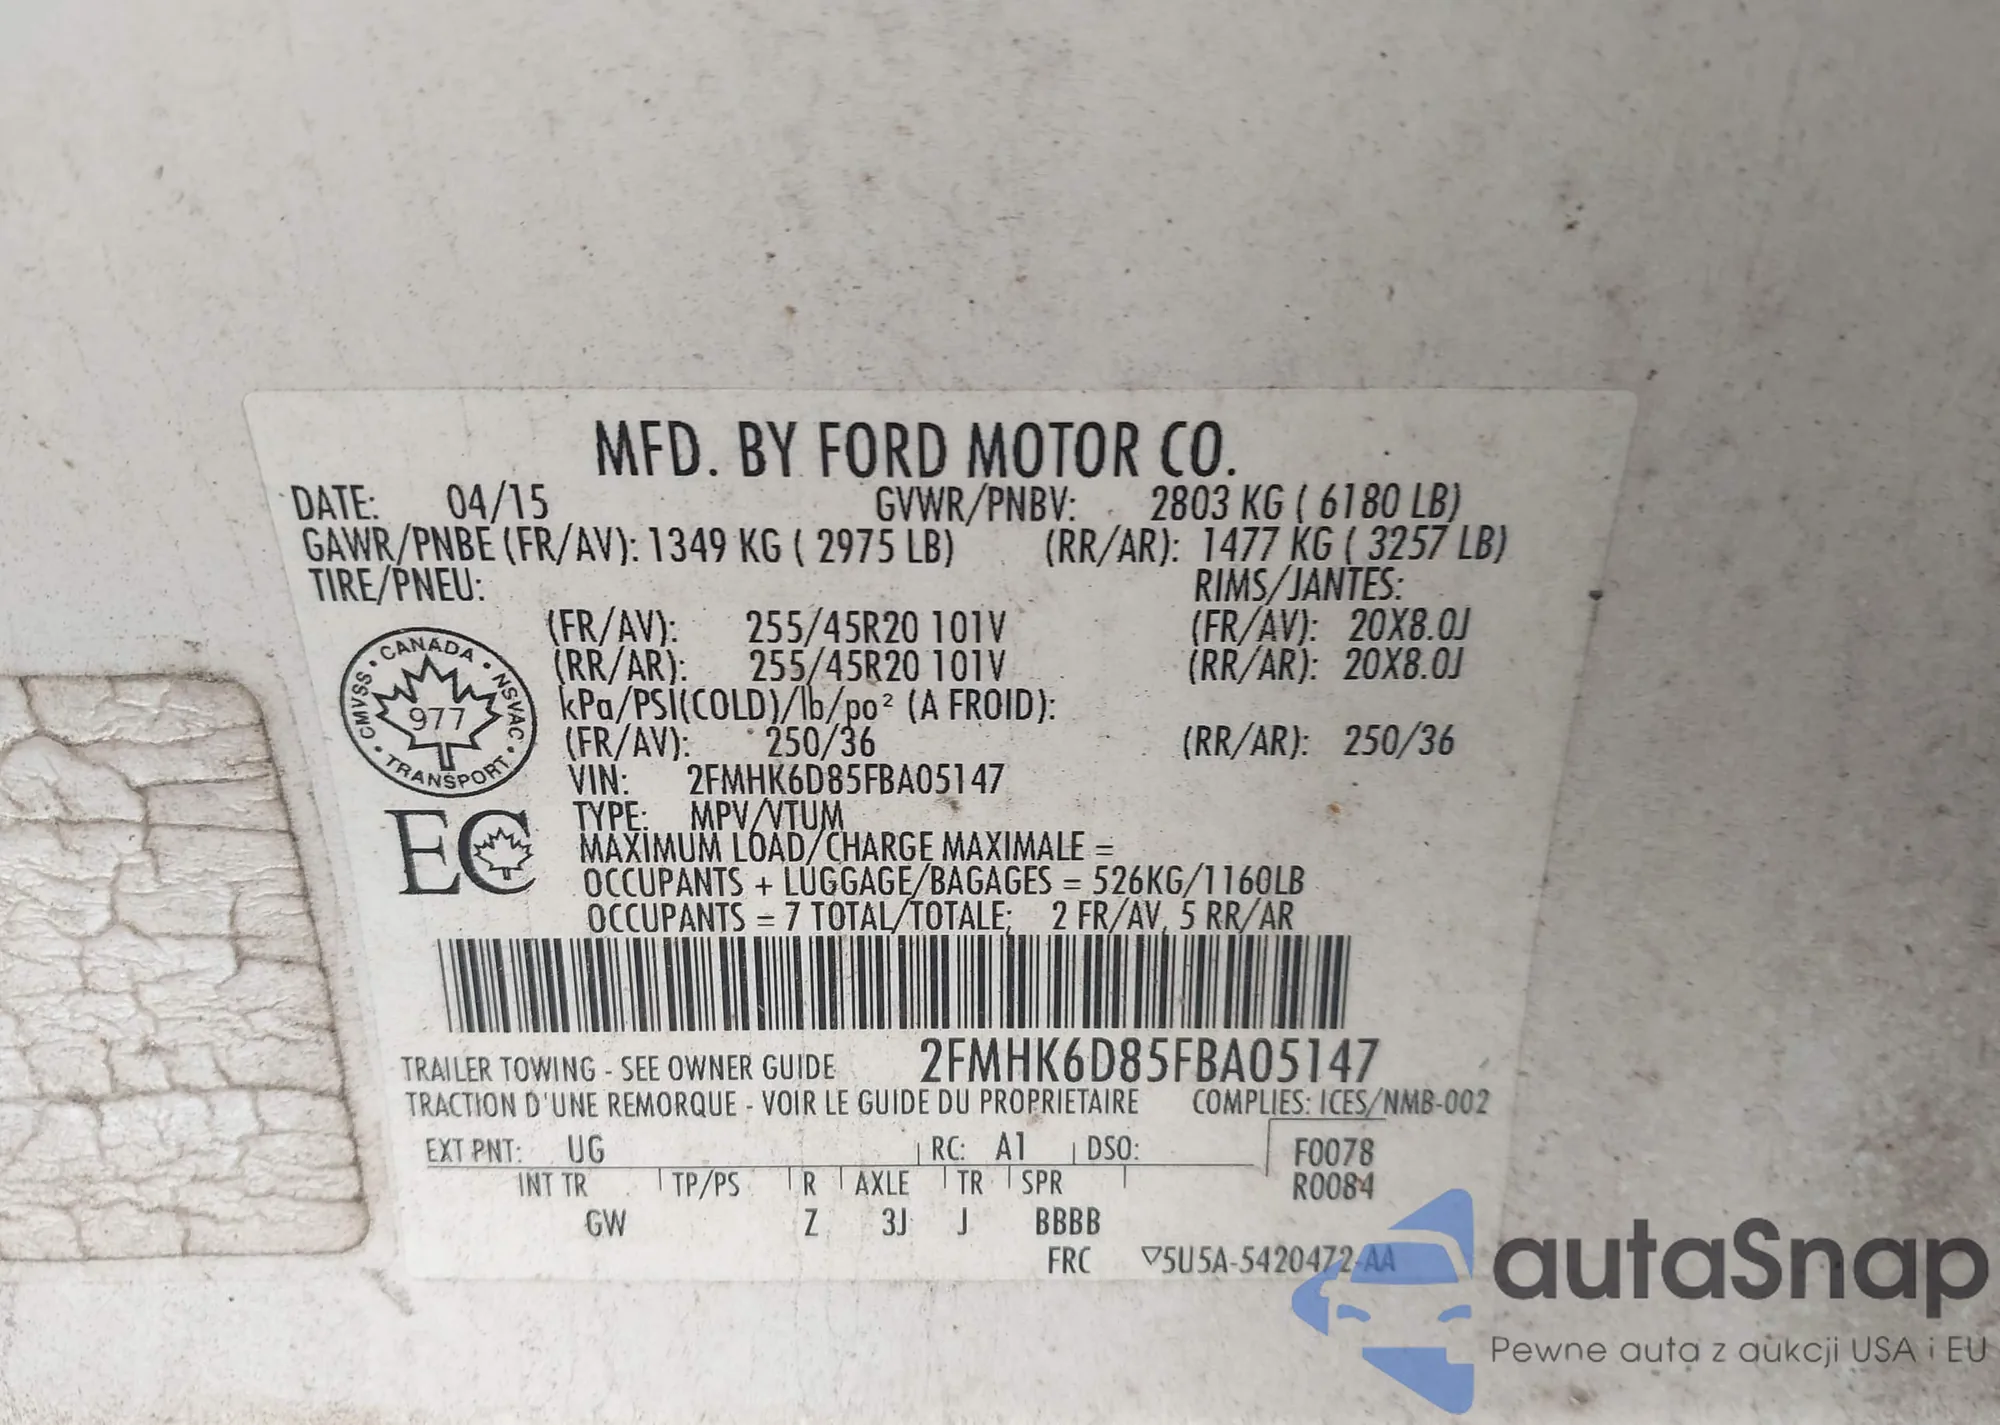 MFD. BY FORD MOTOR CO.
DATE: 04/15 GVWR/PNBV: 2803 KG ( 6180 LB)
GAWR/PNBE (FR/AV): 1349 KG ( 2975 LB) (RR/AR): 1477 KG ( 3257 LB)
TIRE/PNEU: RIMS/JANTES:
(FR/AV): 255/45R20 101V (FR/AV): 20X8.0J
(RR/AR): 255/45R20 101V (RR/AR): 20X8.0J
kPa/PSI(COLD)/lb/po² (A FROID):
(FR/AV): 250/36 (RR/AR): 250/36
CANADA • NSVAC • TRANSPORT • CMVSS •
977
VIN: 2FMHK6D85FBA05147
TYPE: MPV/VTUM
EC
MAXIMUM LOAD/CHARGE MAXIMALE =
OCCUPANTS + LUGGAGE/BAGAGES = 526KG/1160LB
OCCUPANTS = 7 TOTAL/TOTALE; 2 FR/AV, 5 RR/AR
TRAILER TOWING - SEE OWNER GUIDE 2FMHK6D85FBA05147
TRACTION D'UNE REMORQUE - VOIR LE GUIDE DU PROPRIETAIRE COMPLIES: ICES/NMB-002
EXT PNT: UG RC: A1 DSO: F0078
INT TR TP/PS R AXLE TR SPR R0084
GW Z 3J J BBBB
FRC ▽5U5A-5420472-AA
autaSnap
Pewne auta z aukcji USA i EU